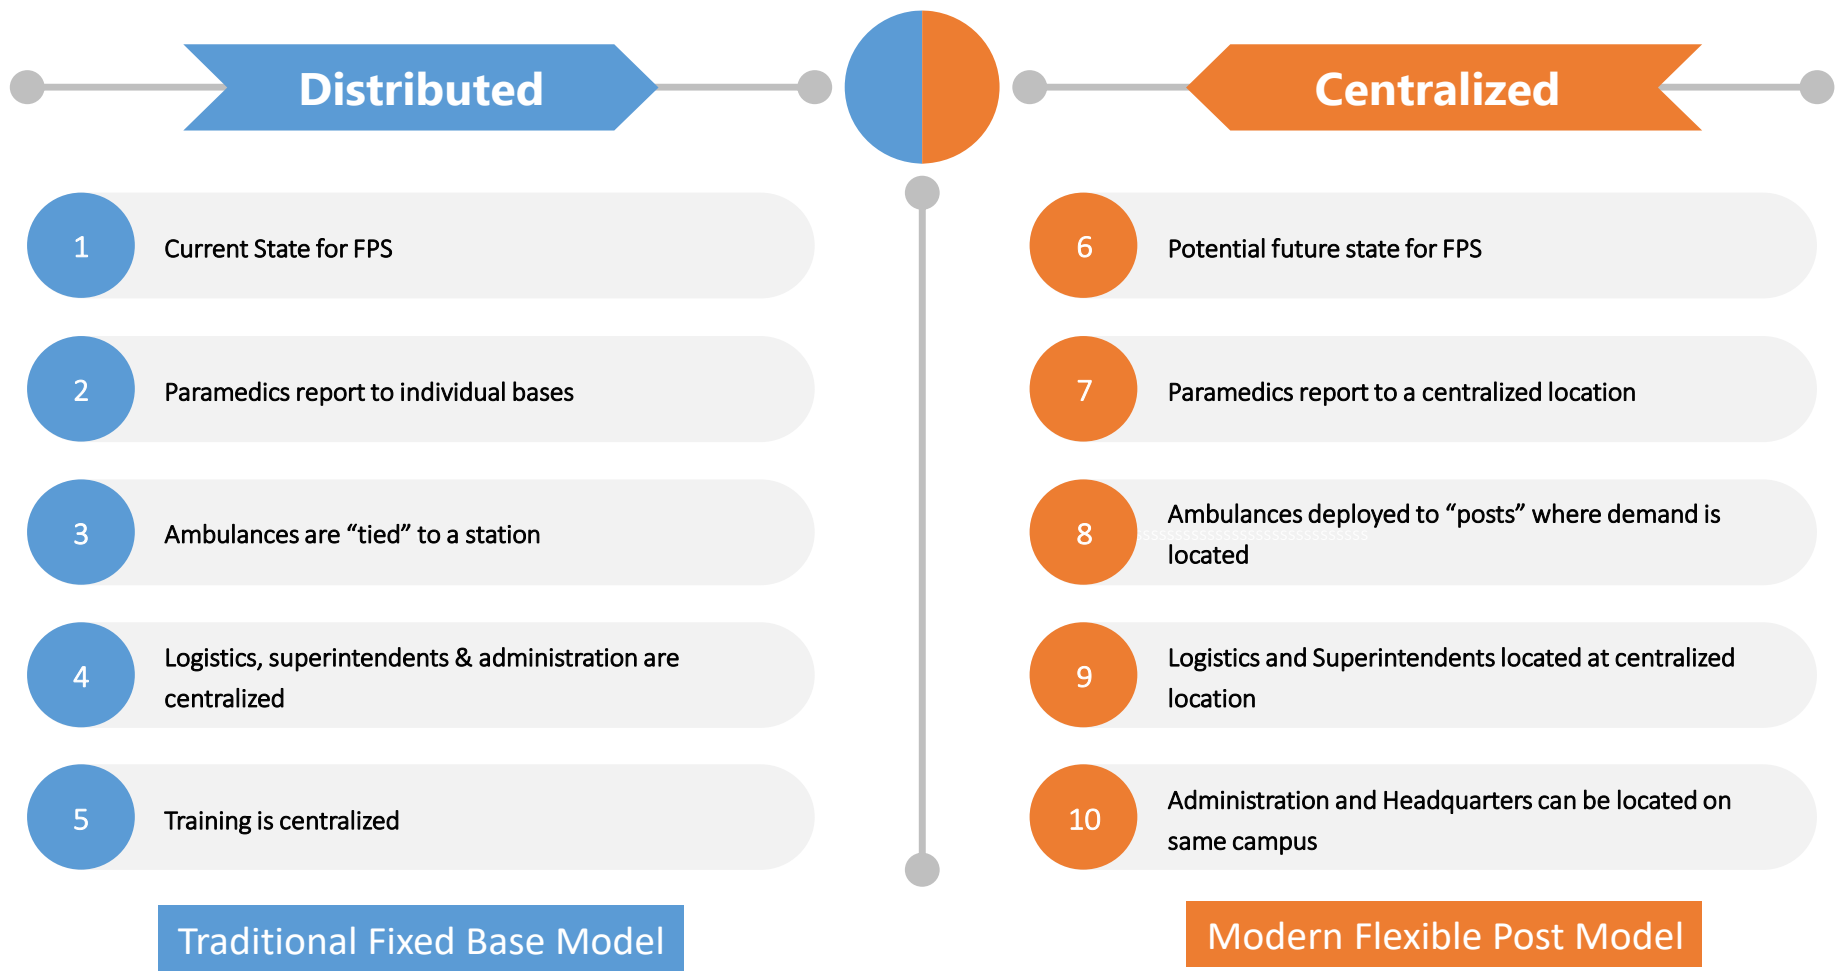 Distributed
Centralized
1
Current State for FPS
2
Paramedics report to individual bases
3
Ambulances are “tied” to a station
4
Logistics, superintendents & administration are
centralized
5
Training is centralized
Traditional Fixed Base Model
6
Potential future state for FPS
7
Paramedics report to a centralized location
8
Ambulances deployed to “posts” where demand is
located
9
Logistics and Superintendents located at centralized
location
10
Administration and Headquarters can be located on
same campus
Modern Flexible Post Model